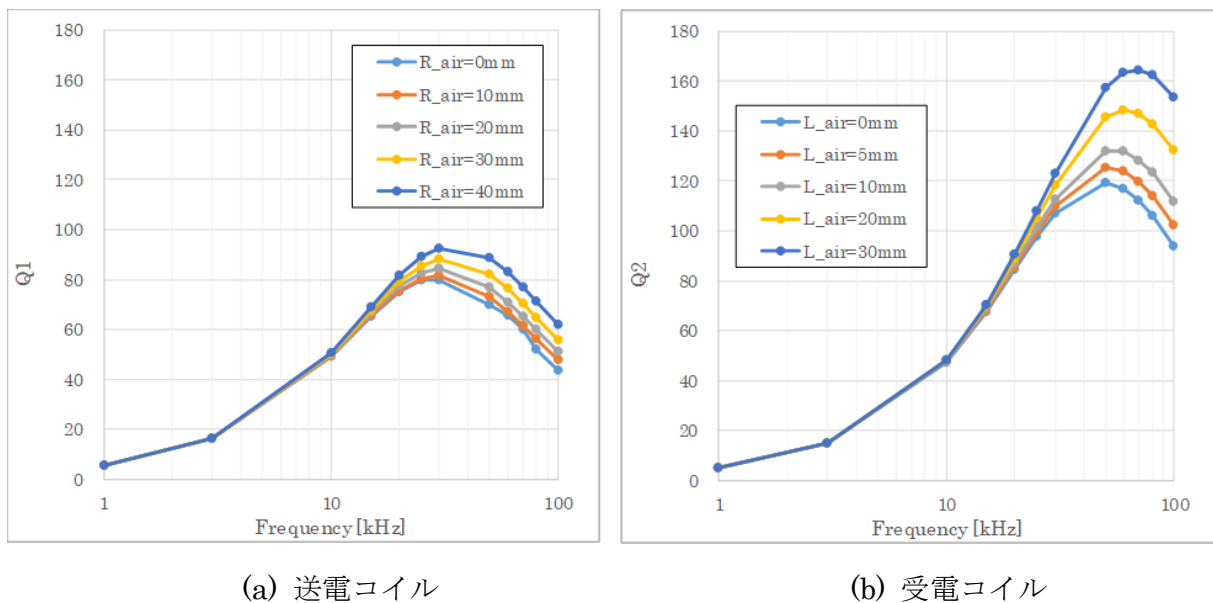 180
160
140
120
100
80
60
40
20
0
Q1
R_air=0mm
R_air=10mm
R_air=20mm
R_air=30mm
R_air=40mm
1
10
100
Frequency [kHz]
(a) 送電コイル
180
160
140
120
100
80
60
40
20
0
Q2
L_air=0mm
L_air=5mm
L_air=10mm
L_air=20mm
L_air=30mm
1
10
100
Frequency [kHz]
(b) 受電コイル